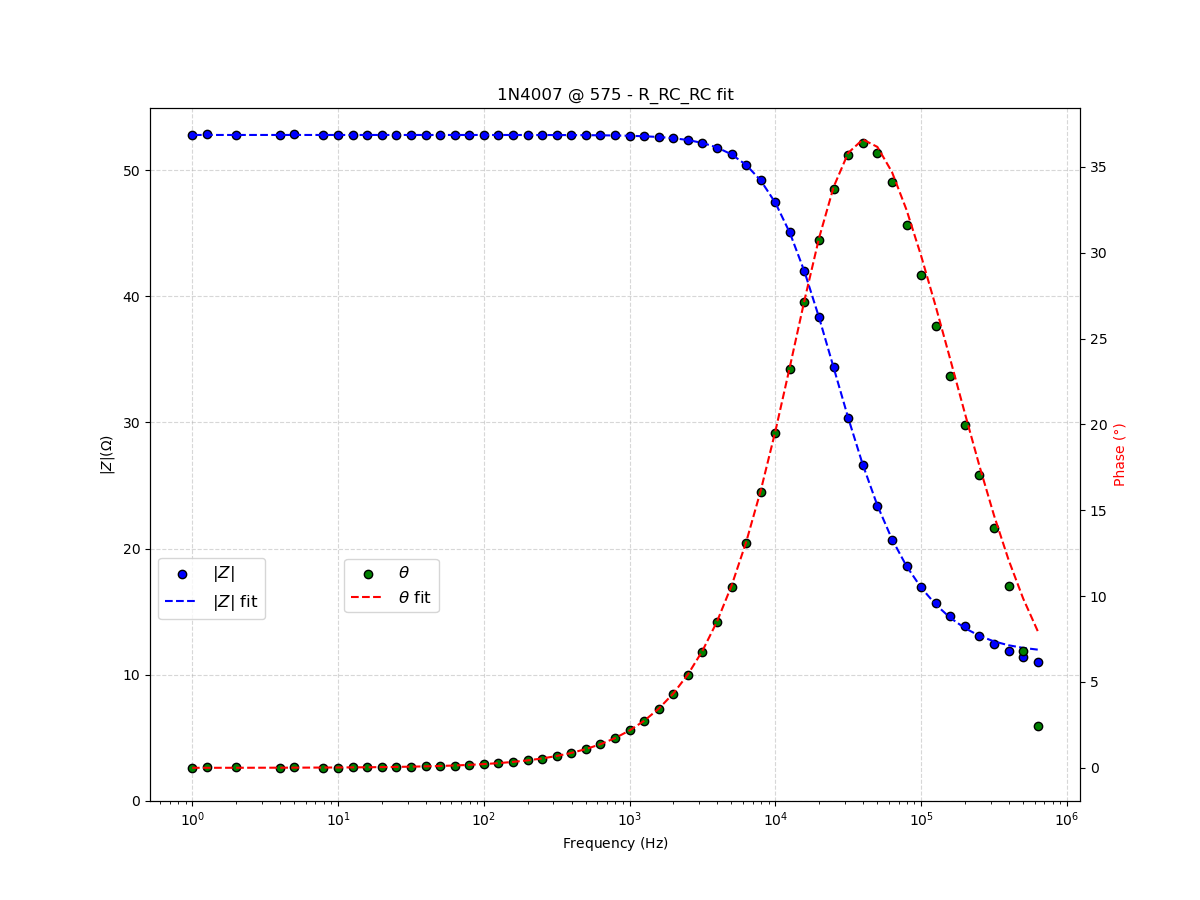 1N4007 @ 575 - R_RC_RC fit
50
40
30
20
10
0
|Z|(Ω)
35
30
25
20
15
10
5
0
Phase (°)
|Z|
|Z| fit
θ
θ fit
10⁰ 10¹ 10² 10³ 10⁴ 10⁵ 10⁶
Frequency (Hz)